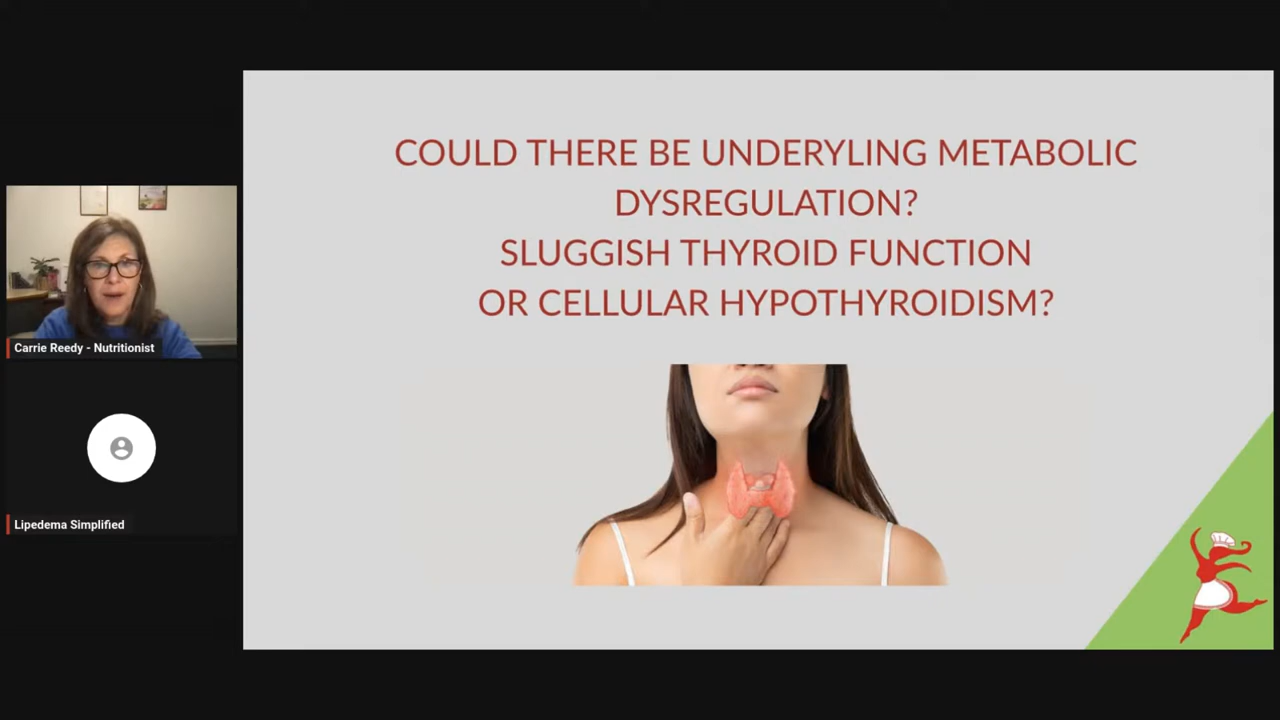 COULD THERE BE UNDERYLING METABOLIC
DYSREGULATION?
SLUGGISH THYROID FUNCTION
OR CELLULAR HYPOTHYROIDISM?
Carrie Reedy - Nutritionist
Lipedema Simplified